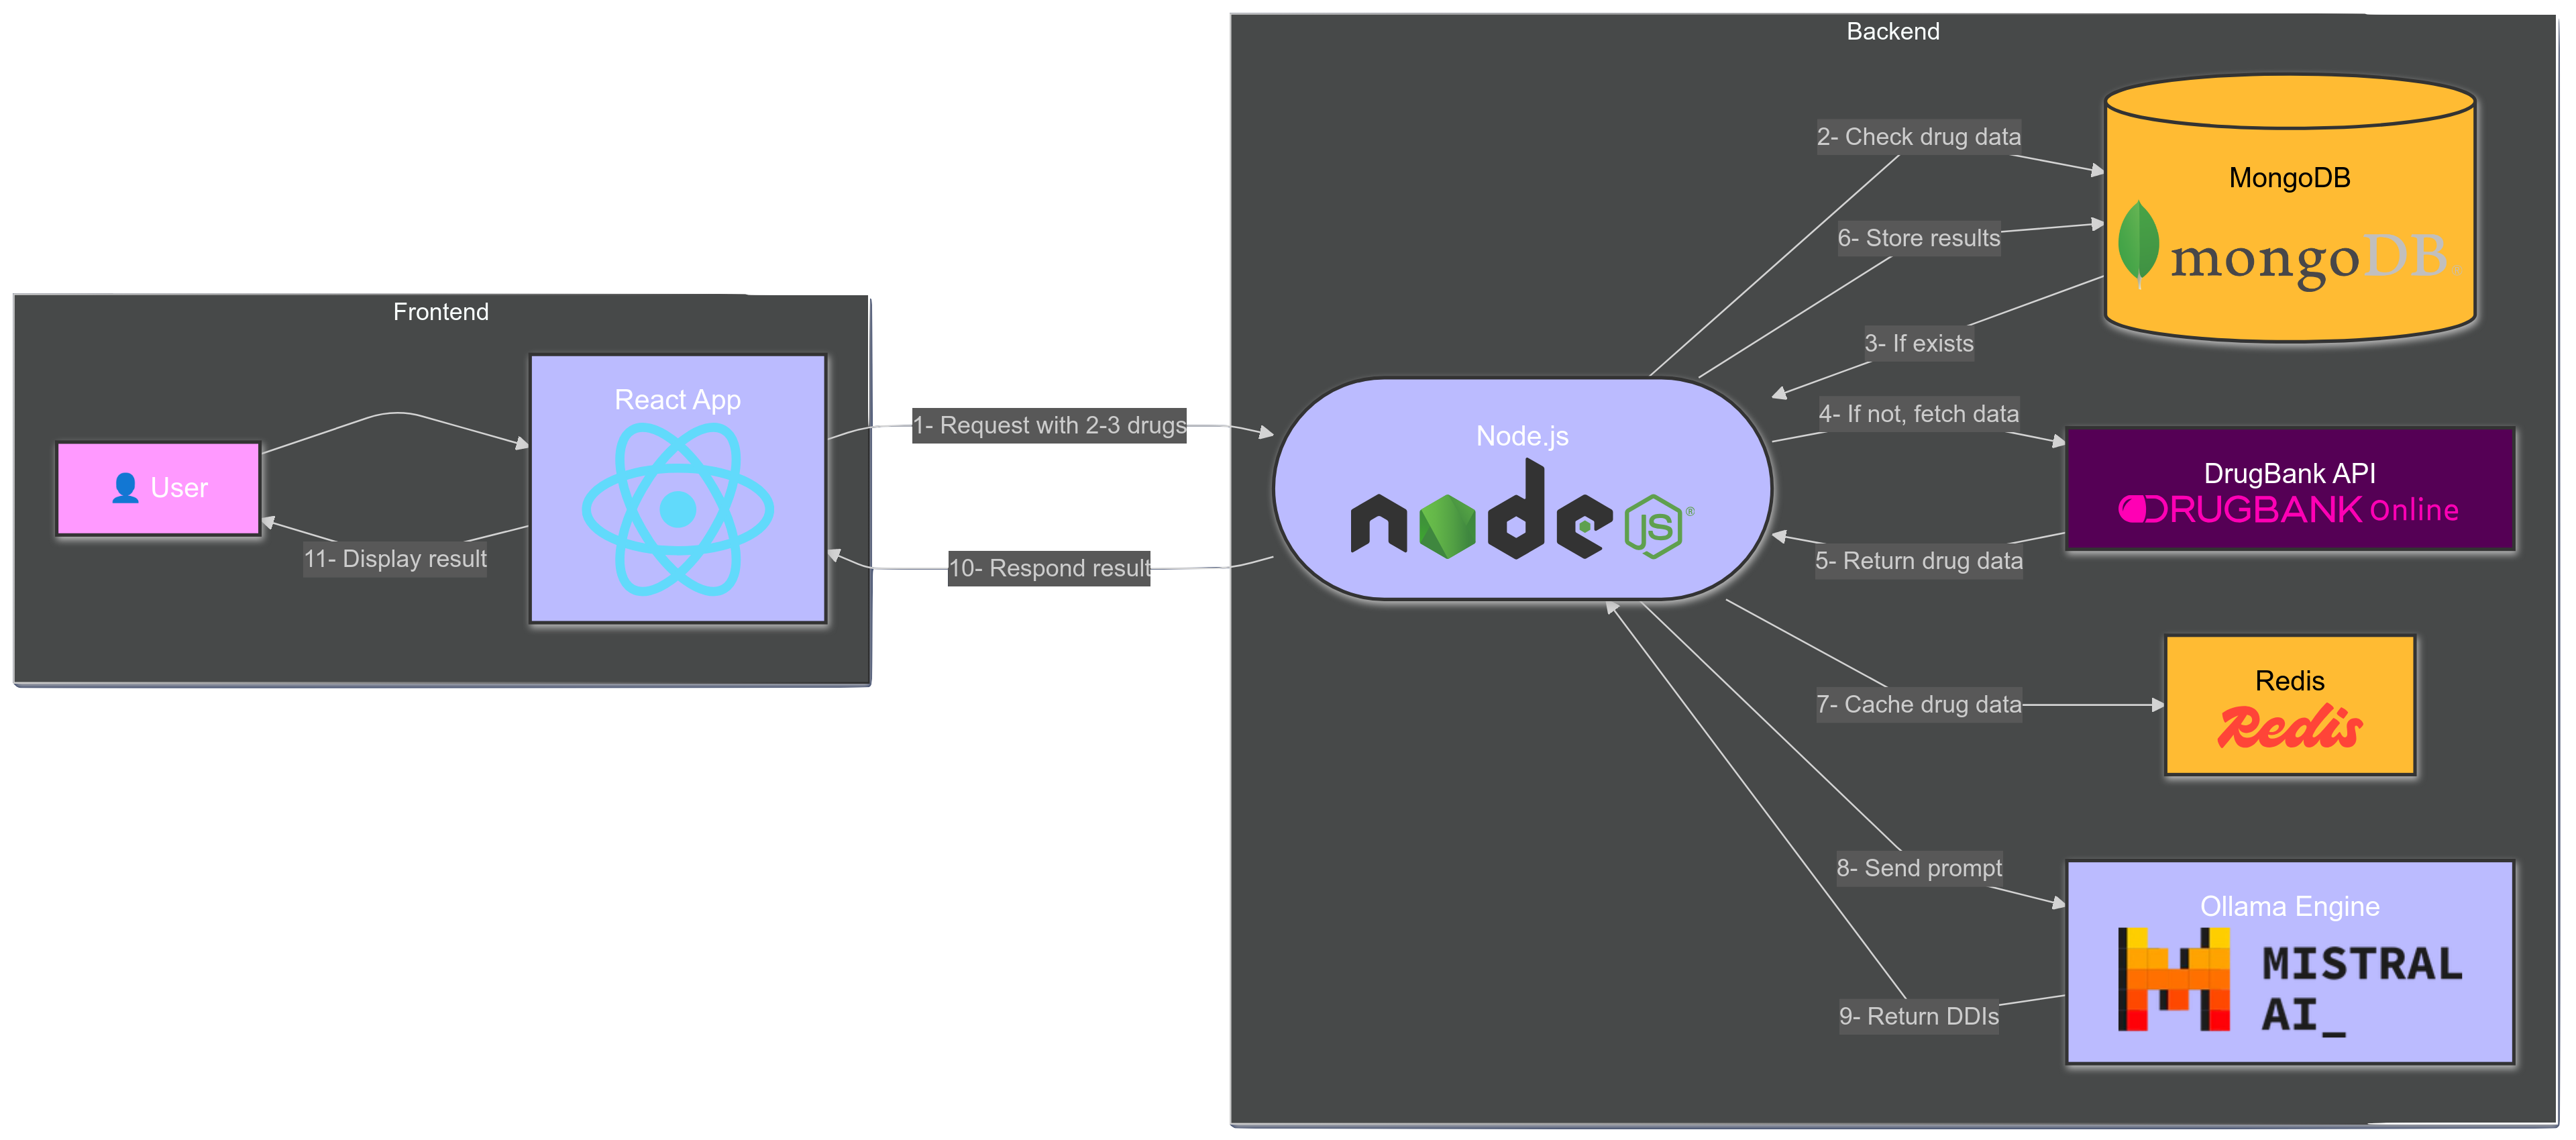 Backend
2- Check drug data
MongoDB
mongoDB
6- Store results
3- If exists
Frontend
React App
User
11- Display result
1- Request with 2-3 drugs
10- Respond result
Node.js
node
JS
®
4- If not, fetch data
DrugBank API
DRUGBANK Online
5- Return drug data
7- Cache drug data
Redis
Redis
8- Send prompt
Ollama Engine
MISTRAL
AI_
9- Return DDIs